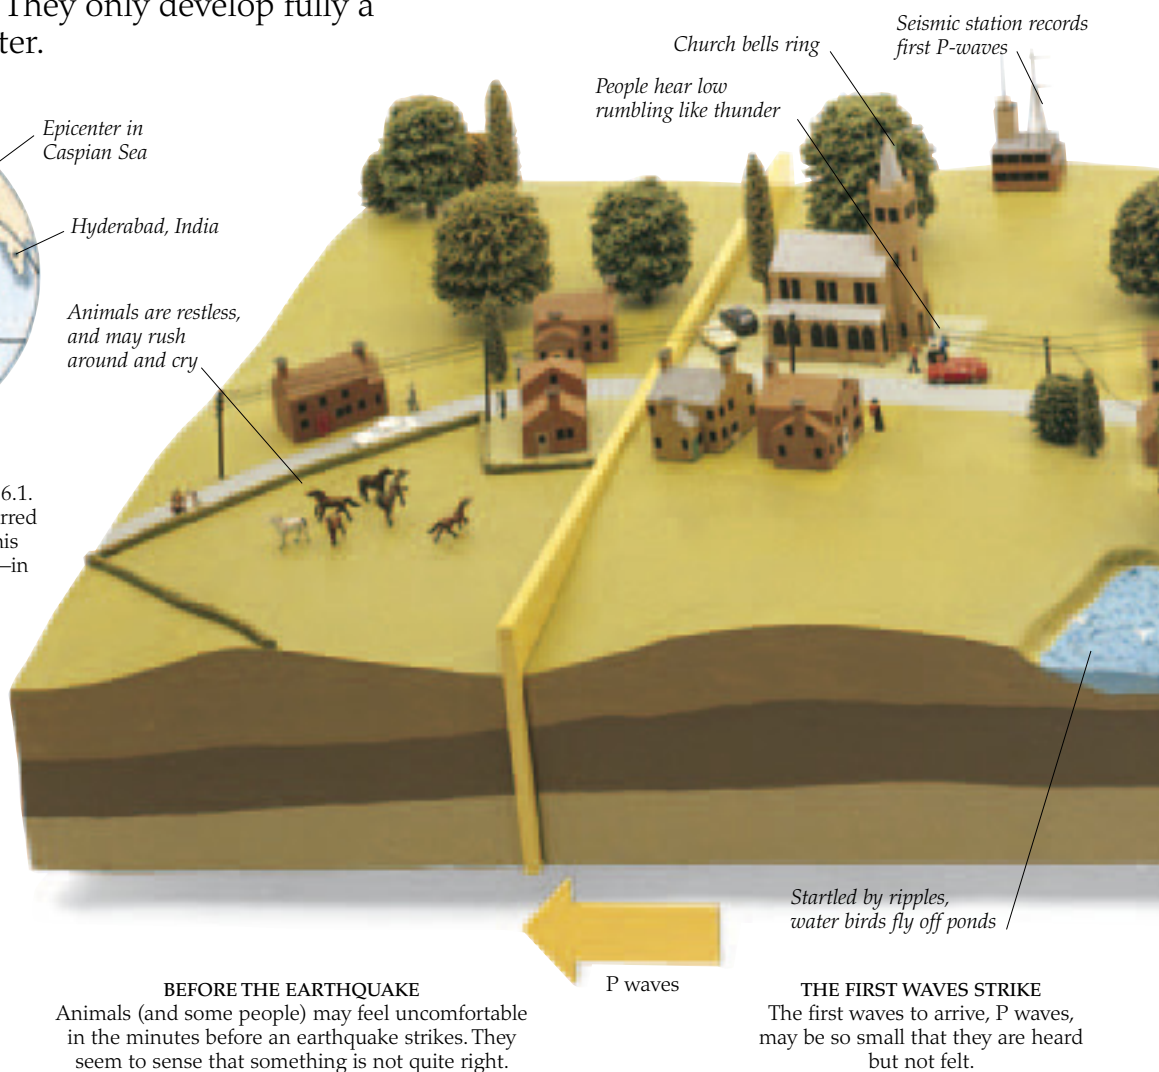 They only develop fully a
ter.
Epicenter in
Caspian Sea
Hyderabad, India
Animals are restless,
and may rush
around and cry
6.1.
rred
his
–in
Church bells ring
People hear low
rumbling like thunder
Seismic station records
first P-waves
Startled by ripples,
water birds fly off ponds
P waves
BEFORE THE EARTHQUAKE
Animals (and some people) may feel uncomfortable
in the minutes before an earthquake strikes. They
seem to sense that something is not quite right.
THE FIRST WAVES STRIKE
The first waves to arrive, P waves,
may be so small that they are heard
but not felt.